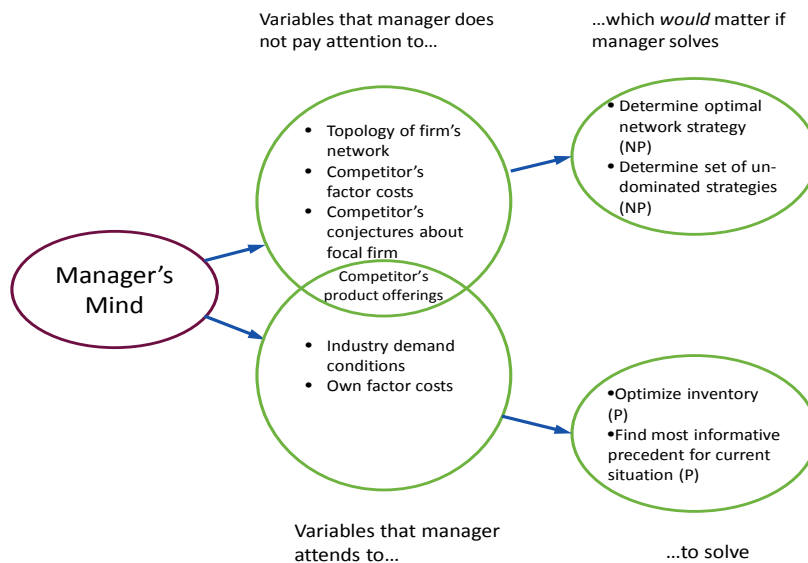 Variables that manager does
not pay attention to…
…which would matter if
manager solves
• Topology of firm's
network
• Competitor's
factor costs
• Competitor's
conjectures about
focal firm
• Determine optimal
network strategy
(NP)
• Determine set of un-
dominated strategies
(NP)
Manager's
Mind
Competitor's
product offerings
• Industry demand
conditions
• Own factor costs
•Optimize inventory
(P)
•Find most informative
precedent for current
situation (P)
Variables that manager
attends to…
…to solve